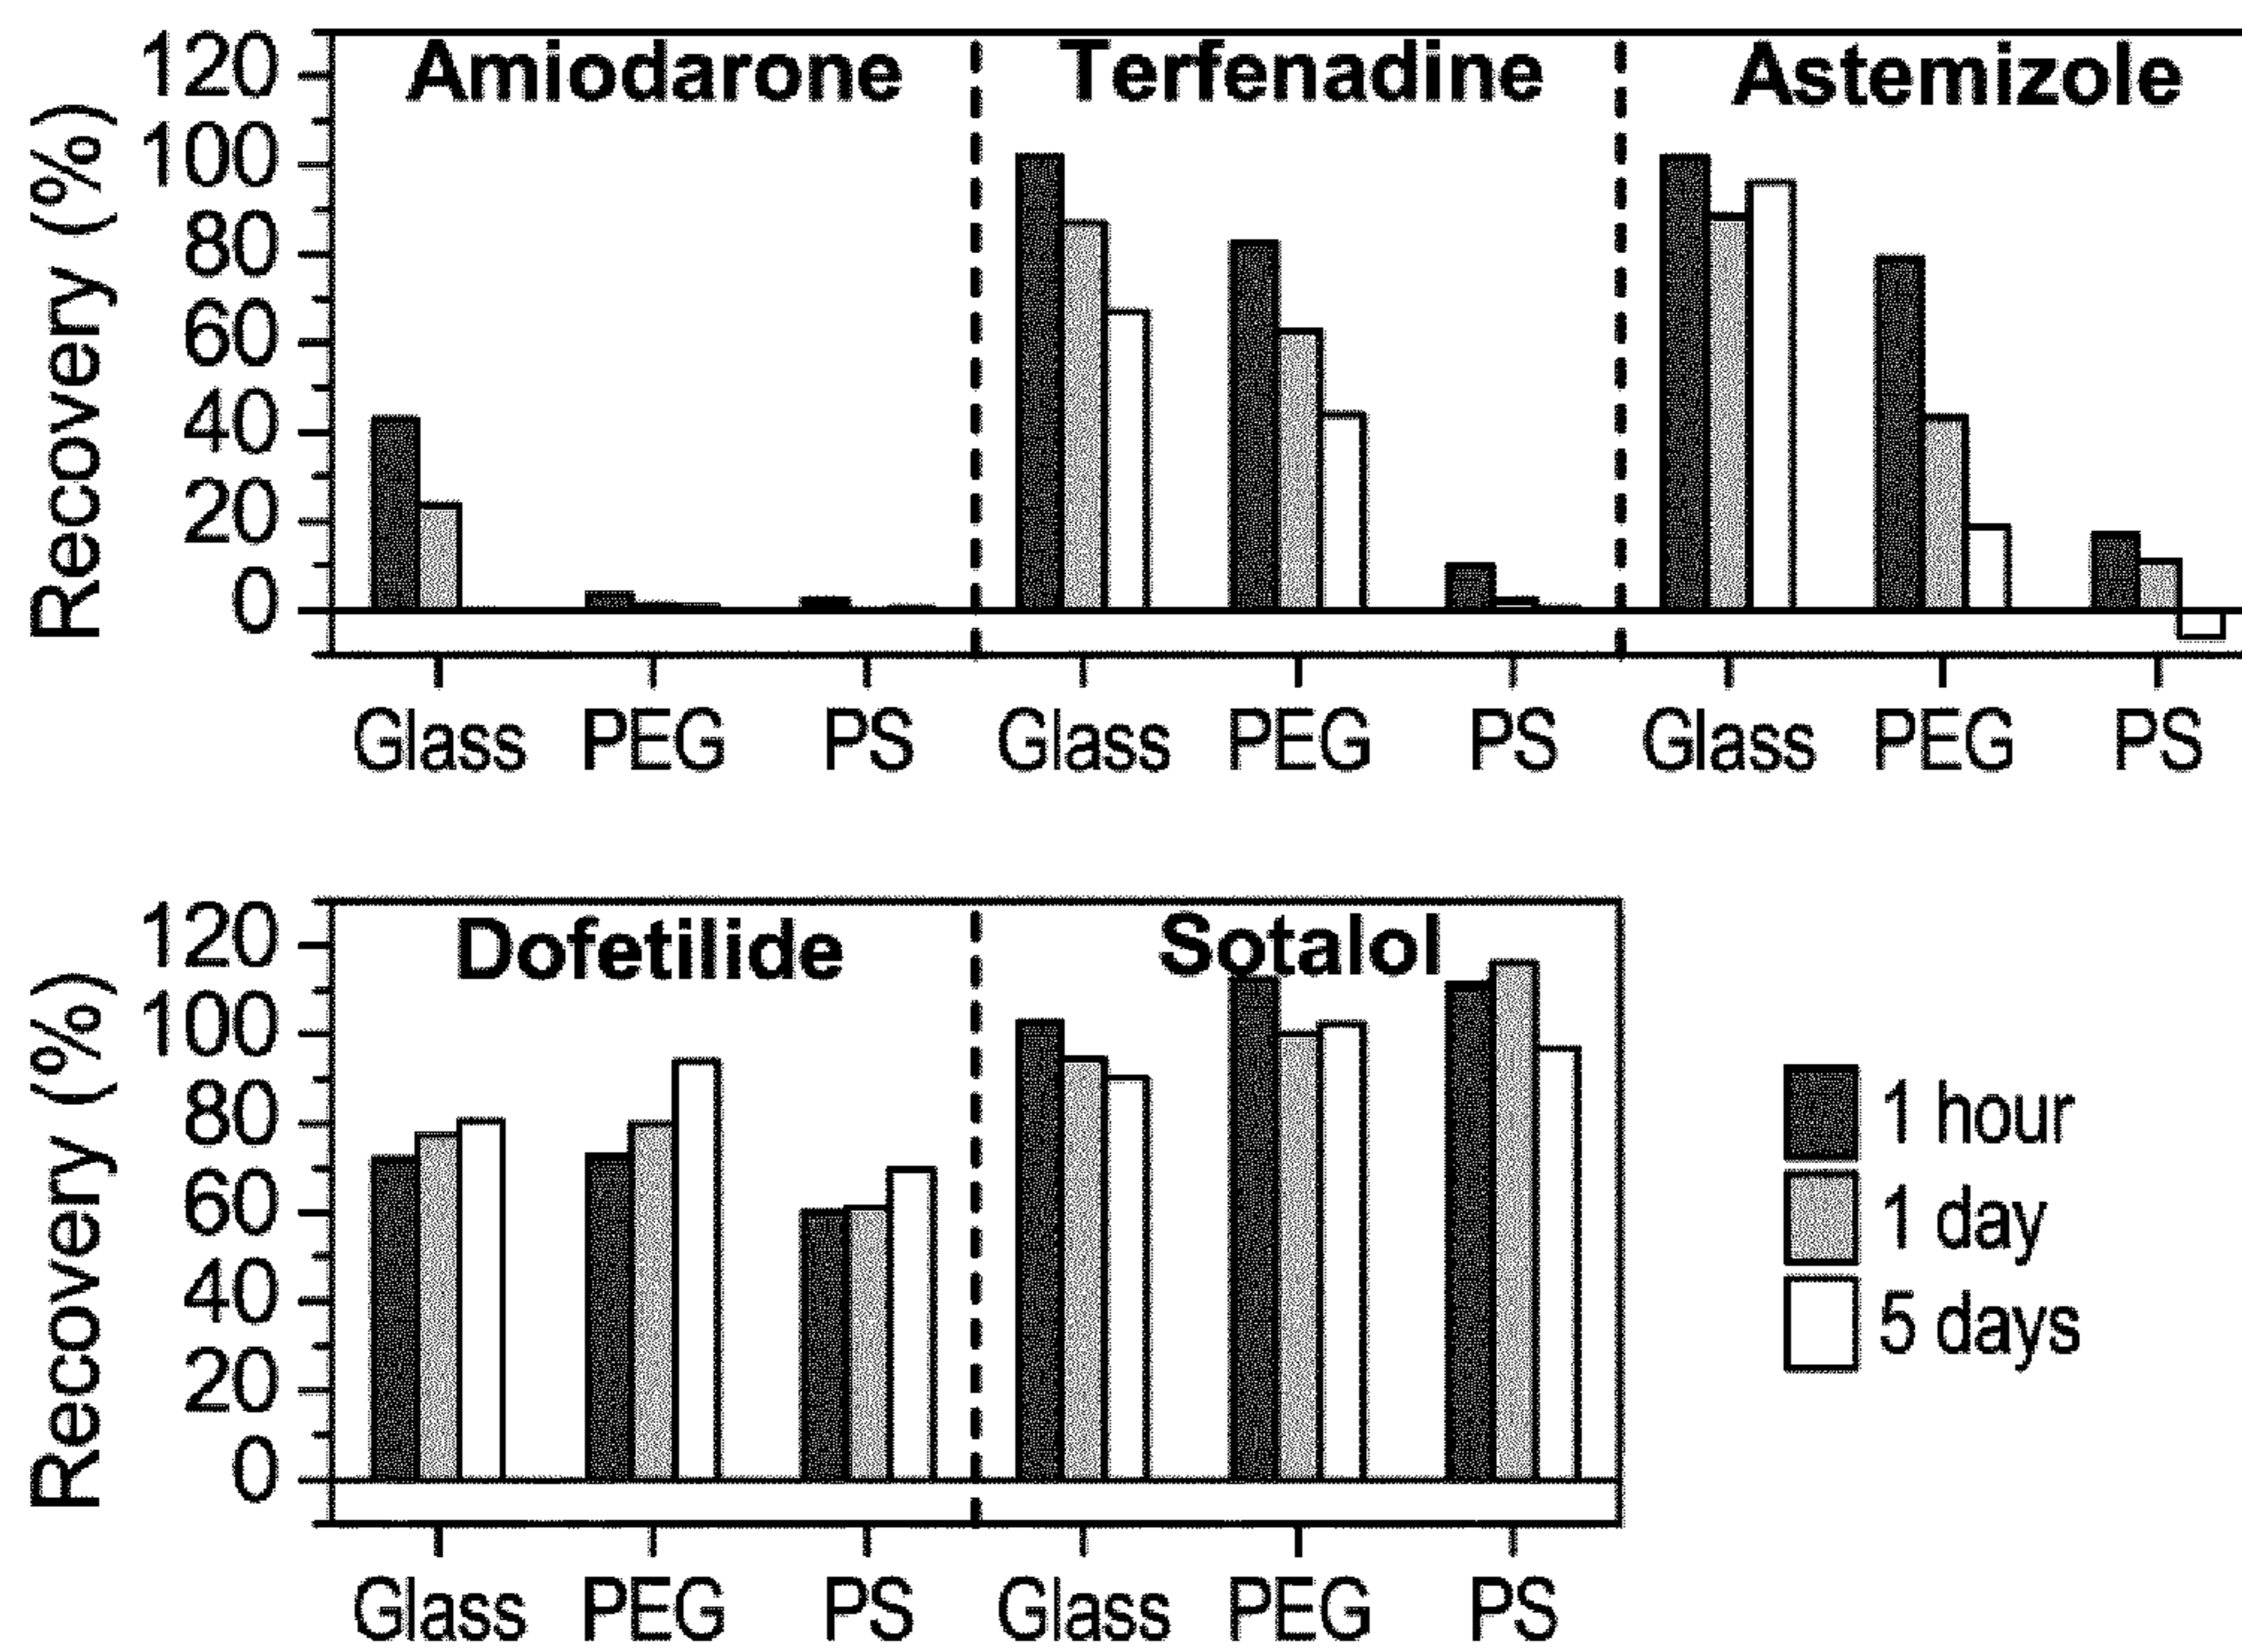 Recovery (%)
120
100
80
60
40
20
0
Amiodarone
Terfenadine
Astemizole
Glass PEG PS Glass PEG PS Glass PEG PS
Recovery (%)
120
100
80
60
40
20
0
Dofetilide
Sotalol
Glass PEG PS Glass PEG PS
1 hour
1 day
5 days